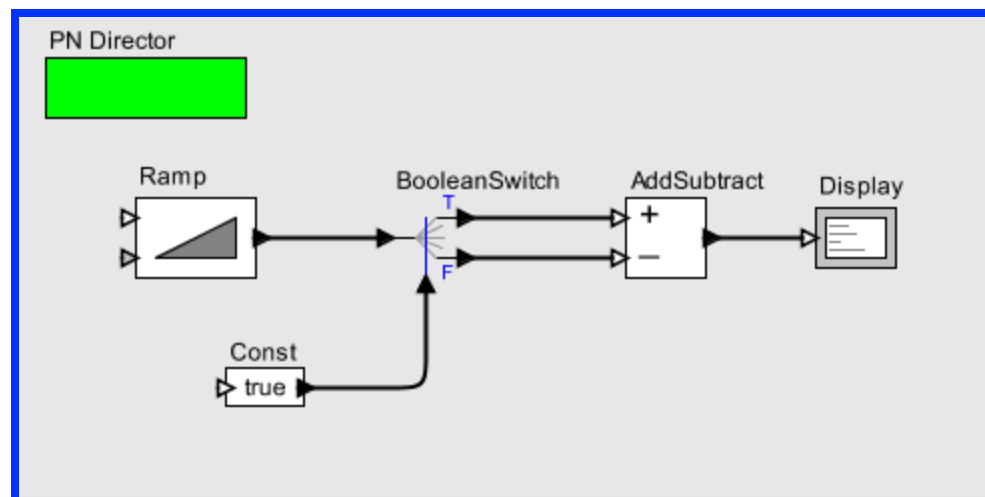 PN Director
Ramp
BooleanSwitch
AddSubtract
Display
T
+
F
−
Const
true